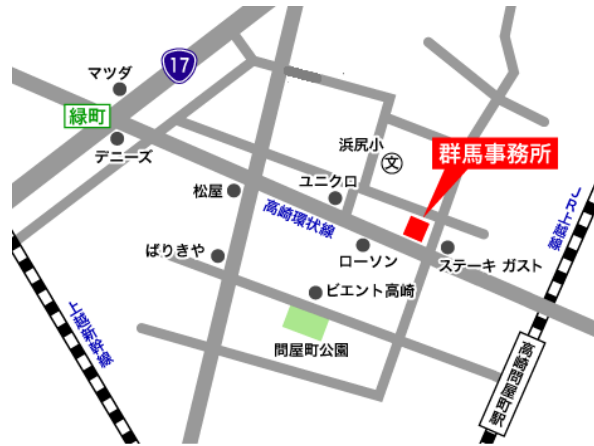 17
マツダ
緑町
デニーズ
浜尻小
文
群馬事務所
松屋
ユニクロ
高崎環状線
JR上越線
ばりきや
ローソン
ステーキ ガスト
ビエント高崎
上越新幹線
問屋町公園
高崎問屋町駅